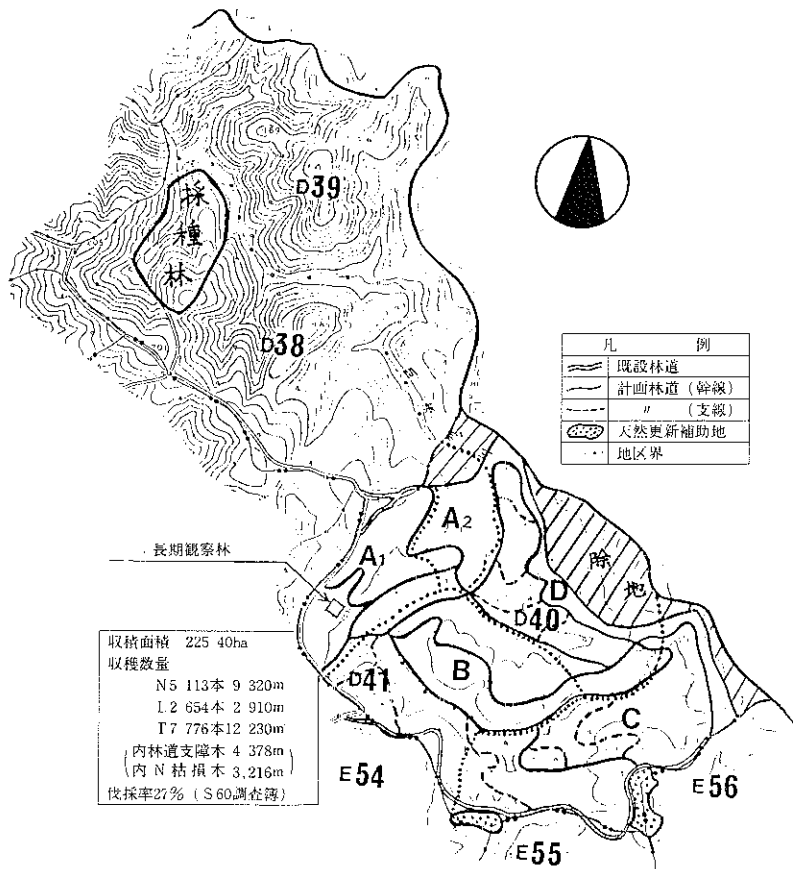 D39
採種林
D38
凡 例
既設林道
計画林道（幹線）
〃 （支線）
天然更新補助地
地区界
A2
A1
長期観察林
除地
D
D40
収穫面積 225 40ha
収穫数量
N5 113本 9 320m
L2 654本 2 910m
T7 776本12 230m
内林道支障木 4 378m
内 N 枯損木 3,216m
伐採率27％（S60調査簿）
D41
B
C
E54
E56
E55